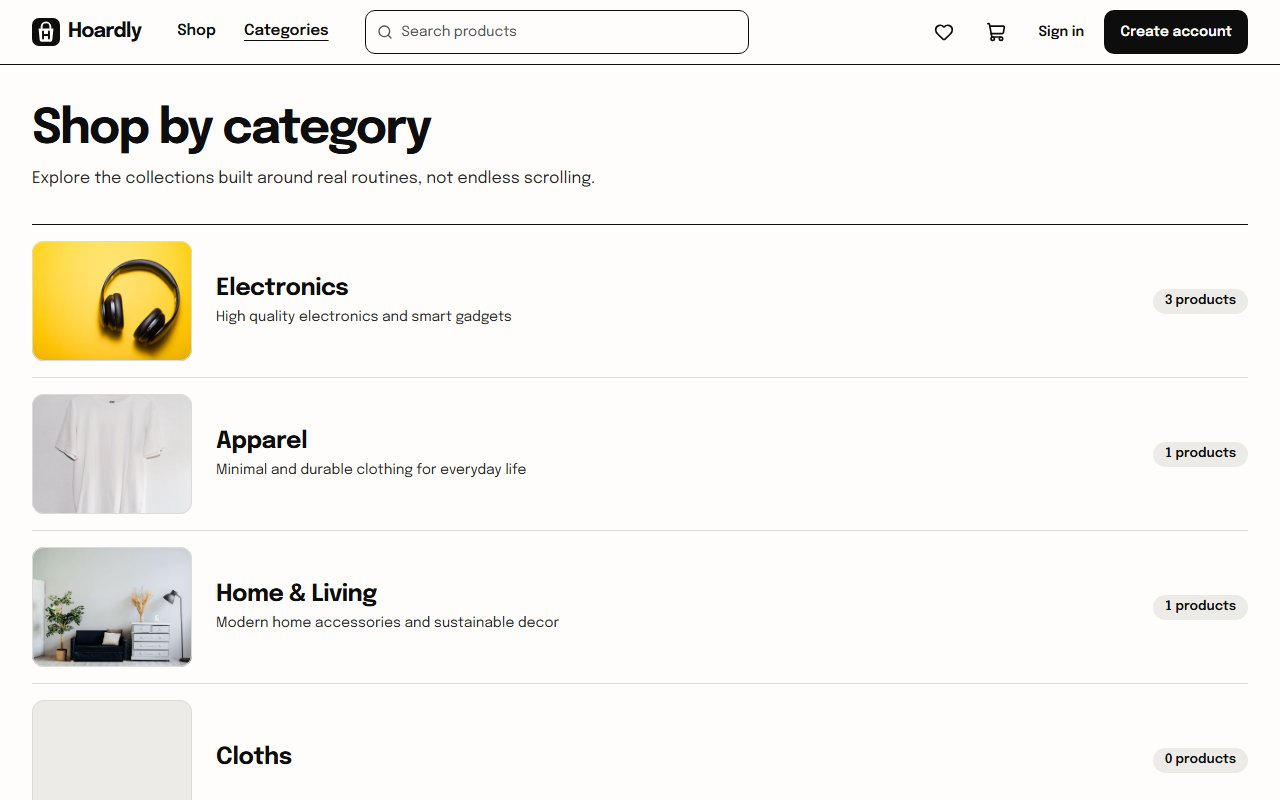 Hoardly
Shop
Categories
Search products
Sign in
Create account
Shop by category
Explore the collections built around real routines, not endless scrolling.
Electronics
High quality electronics and smart gadgets
3 products
Apparel
Minimal and durable clothing for everyday life
1 products
Home & Living
Modern home accessories and sustainable decor
1 products
Cloths
0 products